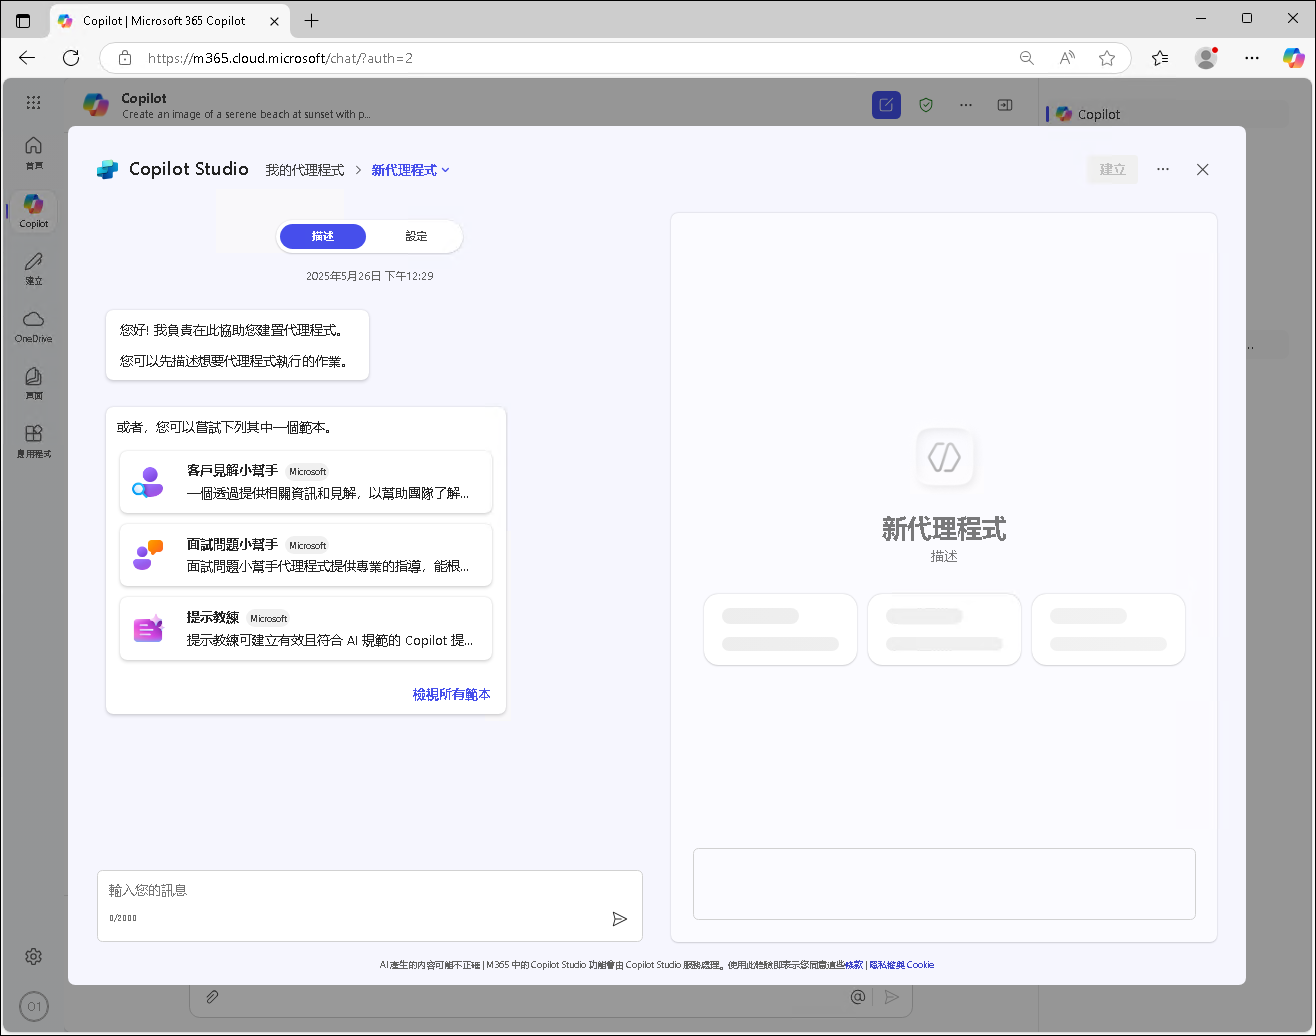 Copilot | Microsoft 365 Copilot
https://m365.cloud.microsoft/chat/?auth=2
Copilot
Create an image of a serene beach at sunset with p...
Copilot
首頁
Copilot
建立
OneDrive
頁面
應用程式
01
Copilot Studio
我的代理程式 > 新代理程式
建立
描述
設定
2025年5月26日 下午12:29
您好! 我負責在此協助您建置代理程式。
您可以先描述想要代理程式執行的作業。
或者，您可以嘗試下列其中一個範本。
客戶見解小幫手 Microsoft
一個透過提供相關資訊和見解，以幫助團隊了解...
面試問題小幫手 Microsoft
面試問題小幫手代理程式提供專業的指導，能根...
提示教練 Microsoft
提示教練可建立有效且符合 AI 規範的 Copilot 提...
檢視所有範本
輸入您的訊息
0/2000
新代理程式
描述
AI 產生的內容可能不正確 | M365 中的 Copilot Studio 功能會由 Copilot Studio 服務處理。使用此體驗即表示您同意這些條款 | 隱私權與 Cookie